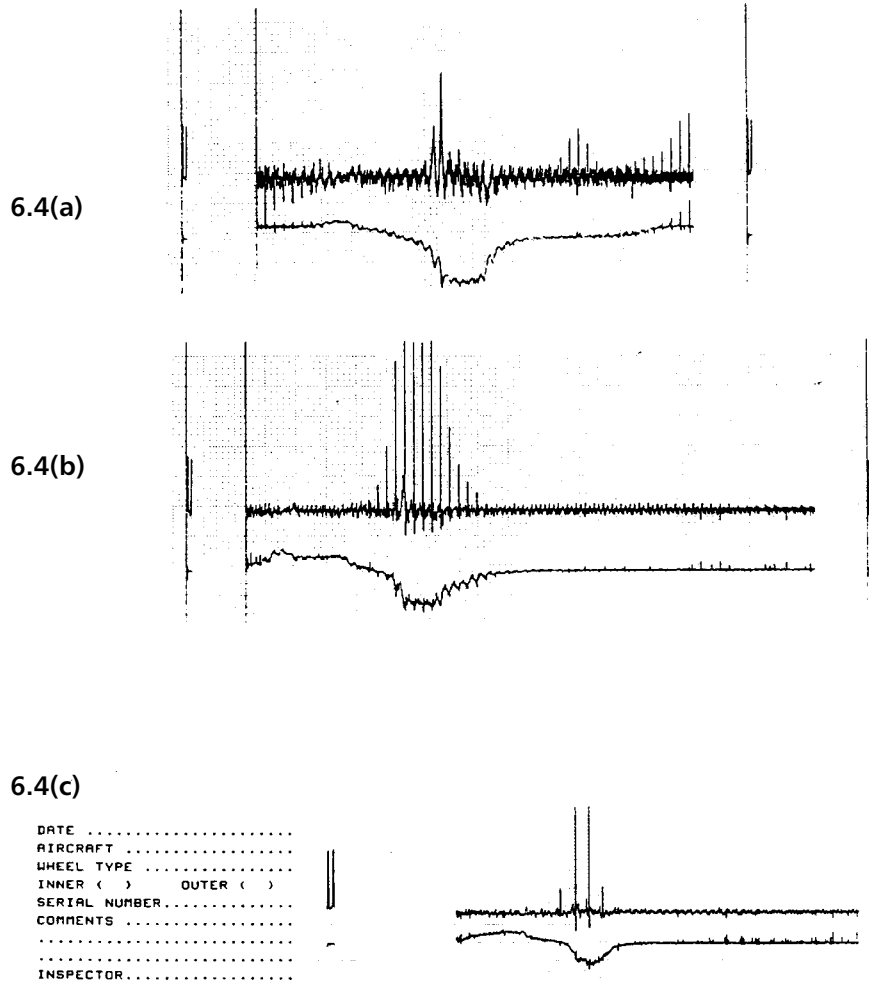 6.4(a)
6.4(b)
6.4(c)
DATE .....................
AIRCRAFT .................
WHEEL TYPE ...............
INNER ( ) OUTER ( )
SERIAL NUMBER.............
COMMENTS .................
..........................
..........................
INSPECTOR.................